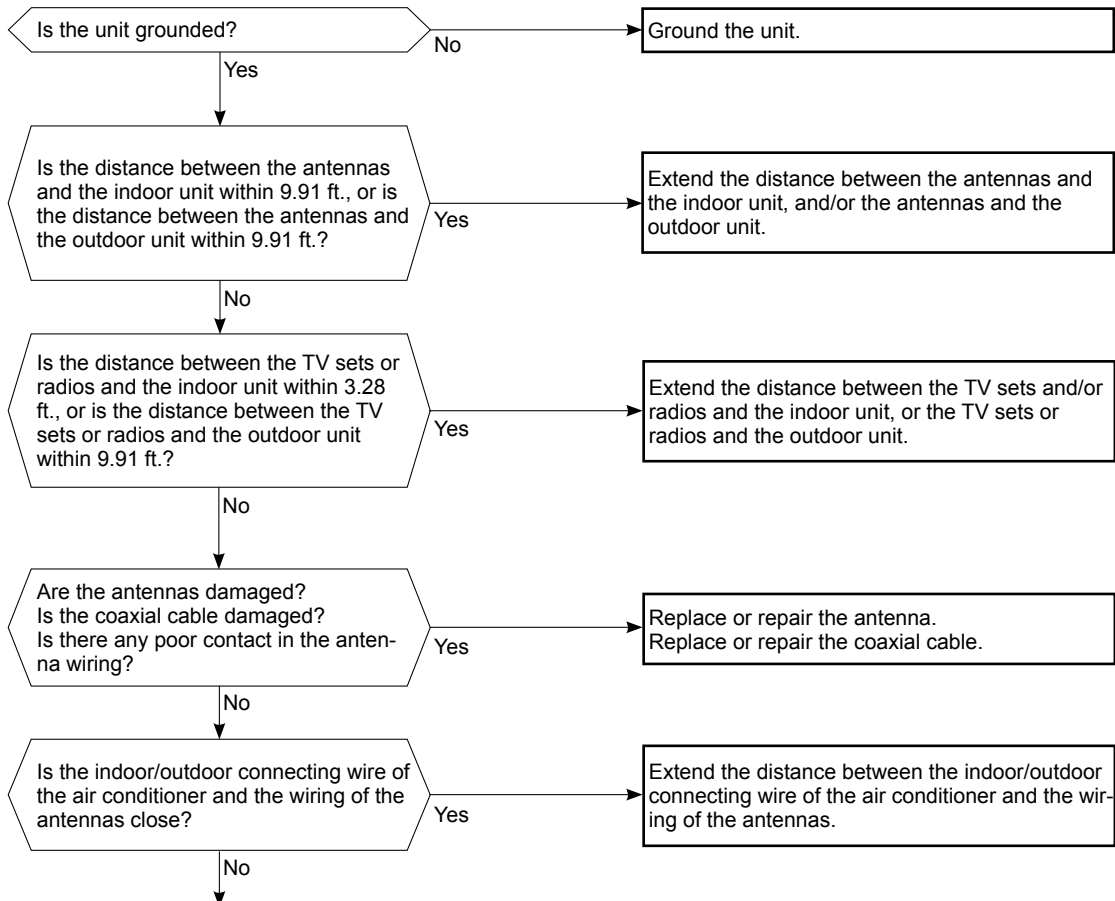 Is the unit grounded?
No
Ground the unit.
Yes
Is the distance between the antennas
and the indoor unit within 9.91 ft., or is
the distance between the antennas and
the outdoor unit within 9.91 ft.?
Yes
Extend the distance between the antennas and
the indoor unit, and/or the antennas and the
outdoor unit.
No
Is the distance between the TV sets or
radios and the indoor unit within 3.28
ft., or is the distance between the TV
sets or radios and the outdoor unit
within 9.91 ft.?
Yes
Extend the distance between the TV sets and/or
radios and the indoor unit, or the TV sets or
radios and the outdoor unit.
No
Are the antennas damaged?
Is the coaxial cable damaged?
Is there any poor contact in the anten-
na wiring?
Yes
Replace or repair the antenna.
Replace or repair the coaxial cable.
No
Is the indoor/outdoor connecting wire of
the air conditioner and the wiring of the
antennas close?
Yes
Extend the distance between the indoor/outdoor
connecting wire of the air conditioner and the wir-
ing of the antennas.
No